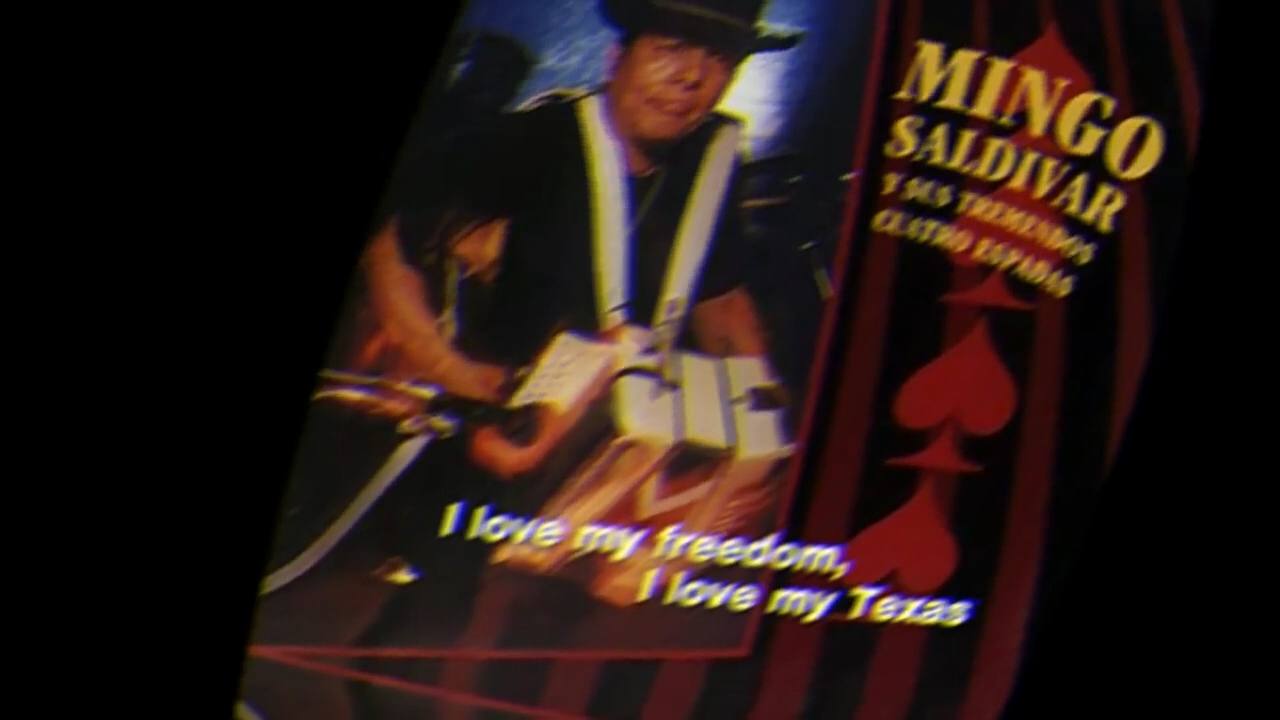 MINGO
SALDIVAR
Y SUS TREMENDOS
CUATRO ESPADAS
I love my freedom,
I love my Texas